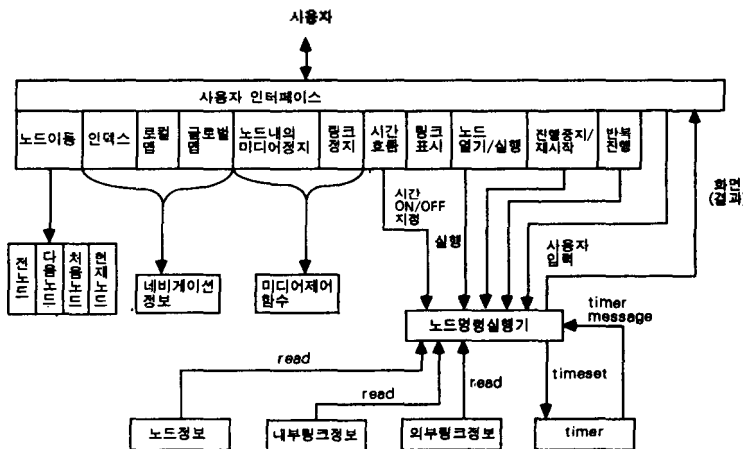 사용자
사용자 인터페이스
노드이동
인덱스
로컬
맵
글로벌
맵
노드내의
미디어정지
링크
정지
시간
흐름
링크
표시
노드
열기/실행
진행중지/
재시작
반복
진행
시간
ON/OFF
지정
실행
사용자
입력
화면
(결과)
전노드
다음노드
처음노드
현재노드
네비게이션
정보
미디어제어
함수
노드명령실행기
timer
message
read
read
read
timeset
노드정보
내부링크정보
외부링크정보
timer